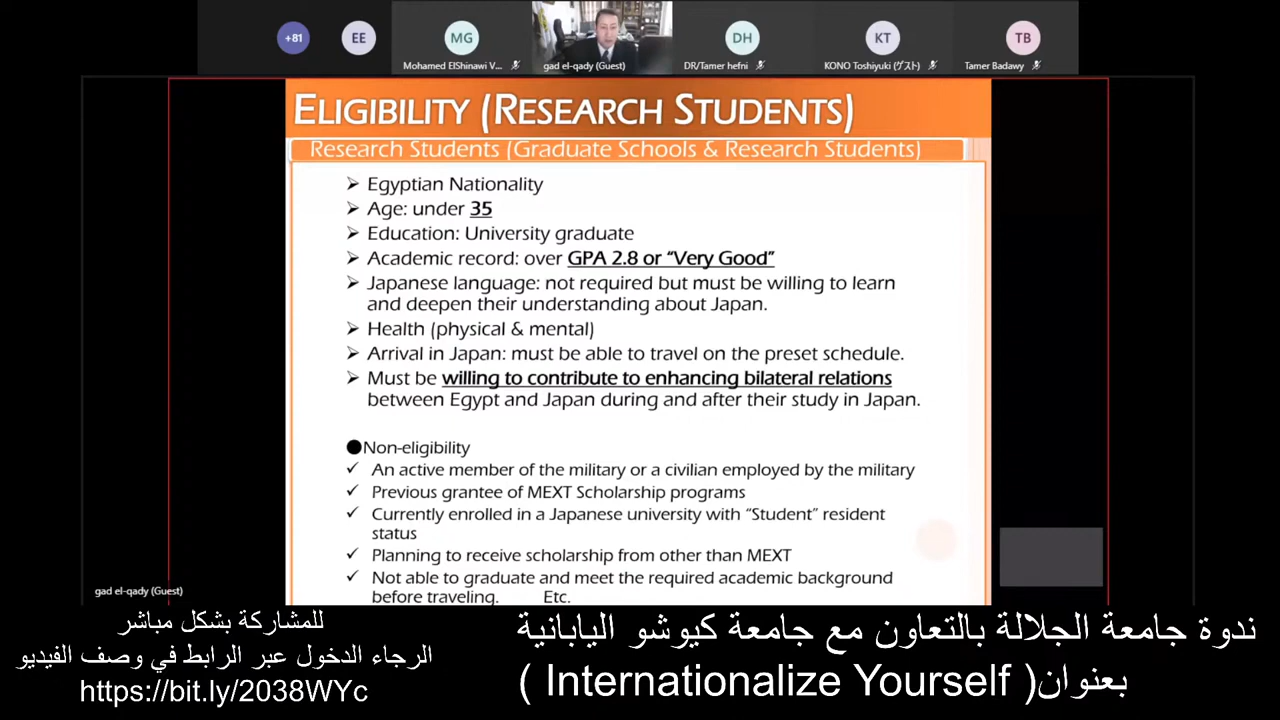 +81
EE
MG
DH
KT
TB
Mohamed ElShinawi V...
gad el-qady (Guest)
DR/Tamer hefni
KONO Toshiyuki (ゲスト)
Tamer Badawy
ELIGIBILITY (RESEARCH STUDENTS)
Research Students (Graduate Schools & Research Students)
➢ Egyptian Nationality
➢ Age: under 35
➢ Education: University graduate
➢ Academic record: over GPA 2.8 or “Very Good”
➢ Japanese language: not required but must be willing to learn
and deepen their understanding about Japan.
➢ Health (physical & mental)
➢ Arrival in Japan: must be able to travel on the preset schedule.
➢ Must be willing to contribute to enhancing bilateral relations
between Egypt and Japan during and after their study in Japan.
●Non-eligibility
✓ An active member of the military or a civilian employed by the military
✓ Previous grantee of MEXT Scholarship programs
✓ Currently enrolled in a Japanese university with “Student” resident
status
✓ Planning to receive scholarship from other than MEXT
✓ Not able to graduate and meet the required academic background
before traveling. Etc.
gad el-qady (Guest)
ندوة جامعة الجلالة بالتعاون مع جامعة كيوشو اليابانية
بعنوان( Internationalize Yourself )
للمشاركة بشكل مباشر
الرجاء الدخول عبر الرابط في وصف الفيديو
https://bit.ly/2038WYc